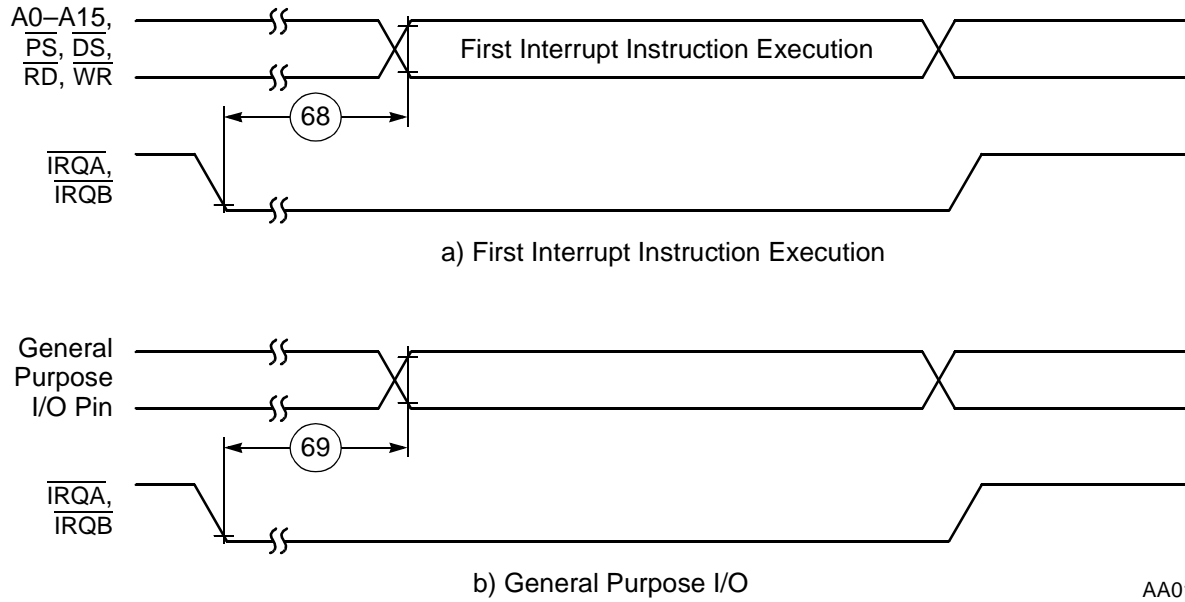 A0–A15,
PS, DS,
RD, WR
First Interrupt Instruction Execution
68
IRQA,
IRQB
a) First Interrupt Instruction Execution
General
Purpose
I/O Pin
69
IRQA,
IRQB
b) General Purpose I/O